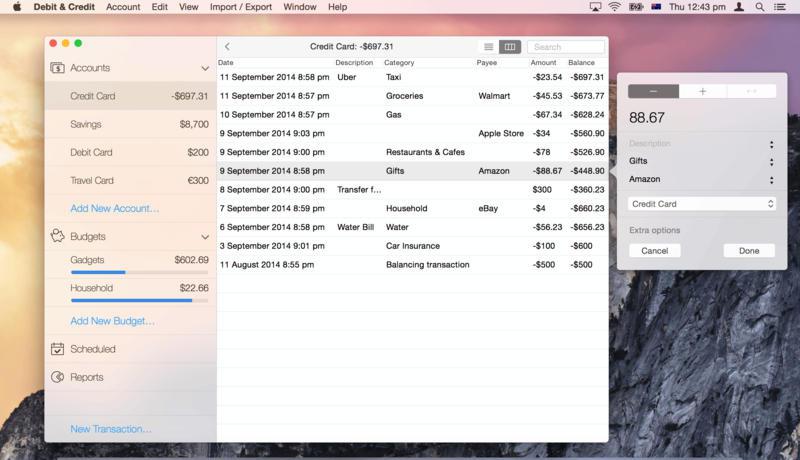 Debit & Credit Account Edit View Import / Export Window Help Thu 12:43 pm
Credit Card: -$697.31 Search
Accounts
Credit Card -$697.31
Savings $8,700
Debit Card $200
Travel Card €300
Add New Account...
Budgets
Gadgets $602.69
Household $22.66
Add New Budget...
Scheduled
Reports
New Transaction...
Date Description Category Payee Amount Balance
11 September 2014 8:58 pm Uber Taxi -$23.54 -$697.31
11 September 2014 8:57 pm Groceries Walmart -$45.53 -$673.77
10 September 2014 8:57 pm Gas -$67.34 -$628.24
9 September 2014 9:03 pm Apple Store -$34 -$560.90
9 September 2014 9:00 pm Restaurants & Cafes -$78 -$526.90
9 September 2014 8:58 pm Gifts Amazon -$88.67 -$448.90
8 September 2014 9:00 pm Transfer f... $300 -$360.23
7 September 2014 8:59 pm Household eBay -$4 -$660.23
6 September 2014 8:58 pm Water Bill Water -$56.23 -$656.23
3 September 2014 9:01 pm Car Insurance -$100 -$600
11 August 2014 8:55 pm Balancing transaction -$500 -$500
88.67
Description
Gifts
Amazon
Credit Card
Extra options
Cancel Done